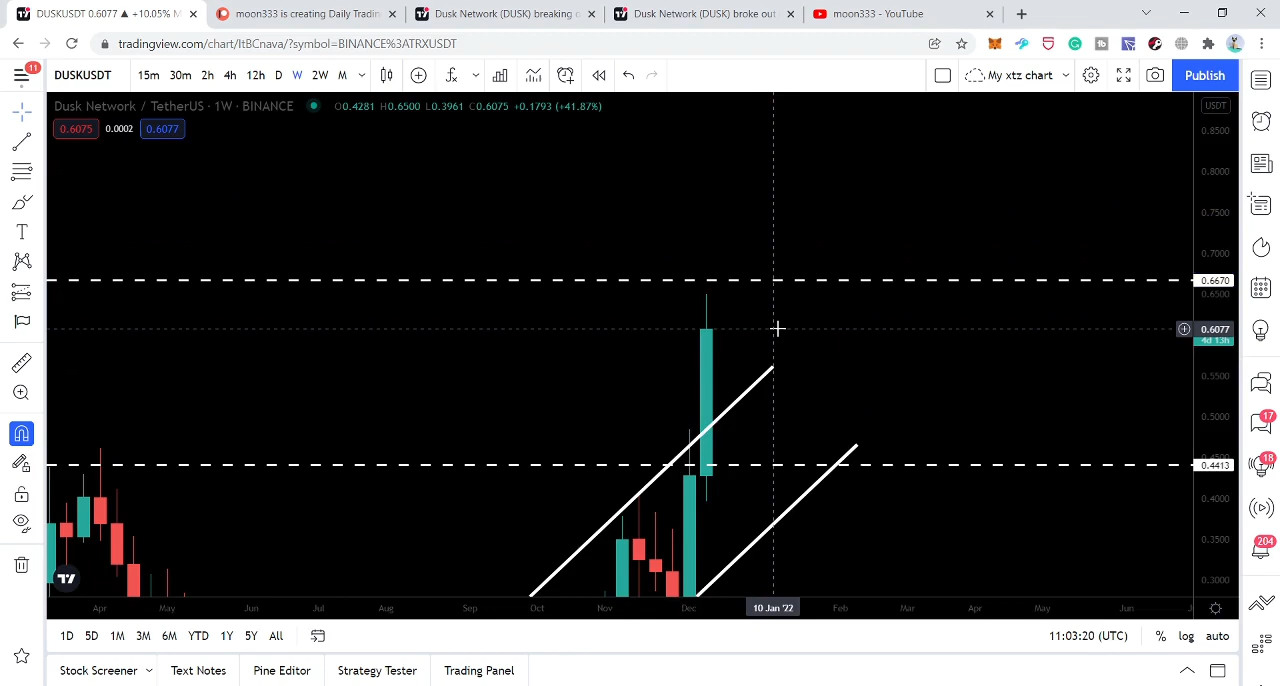 DUSKUSDT 0.6077 ▲ +10.05% M
moon333 is creating Daily Tradin
Dusk Network (DUSK) breaking o
Dusk Network (DUSK) broke out
moon333 - YouTube
tradingview.com/chart/ItBCnava/?symbol=BINANCE%3ATRXUSDT
11
DUSKUSDT 15m 30m 2h 4h 12h D W 2W M My xtz chart Publish
Dusk Network / TetherUS · 1W · BINANCE O0.4281 H0.6500 L0.3961 C0.6075 +0.1793 (+41.87%)
USDT
0.6075 0.0002 0.6077
0.8500
0.8000
0.7500
0.7000
0.6670
0.6500
0.6077
4d 13h
0.5500
0.5000
0.4500
0.4413
0.4000
0.3500
0.3000
17
18
204
Apr May Jun Jul Aug Sep Oct Nov Dec 10 Jan '22 Feb Mar Apr May Jun
1D 5D 1M 3M 6M YTD 1Y 5Y All 11:03:20 (UTC) % log auto
Stock Screener Text Notes Pine Editor Strategy Tester Trading Panel